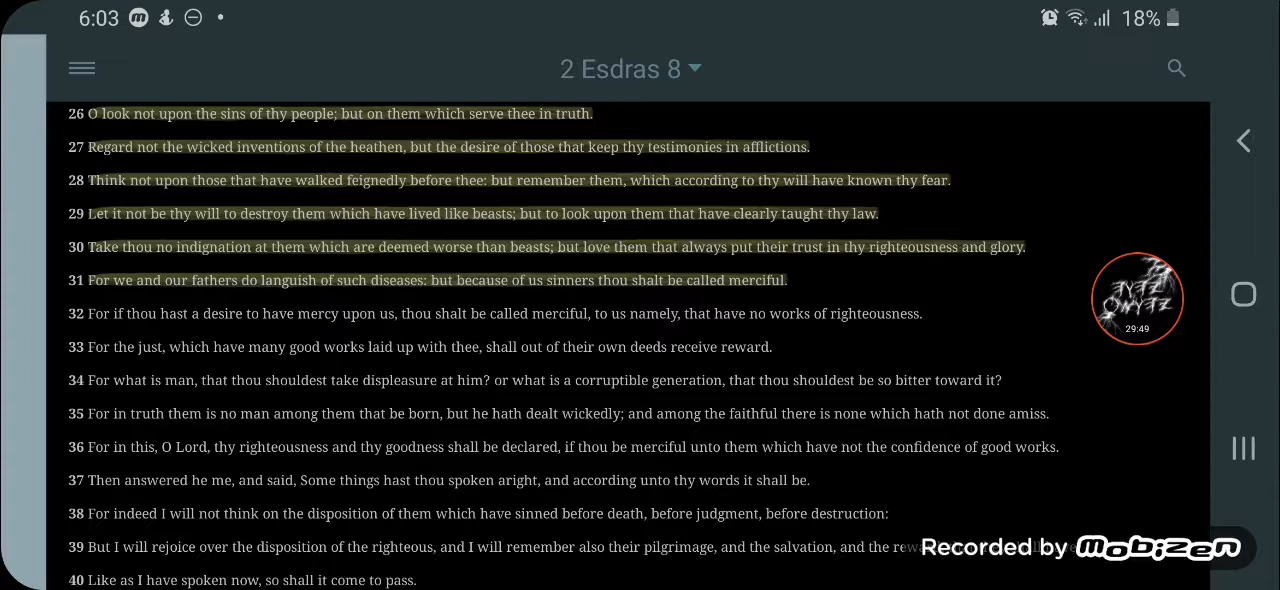 6:03
18%
2 Esdras 8
26 O look not upon the sins of thy people; but on them which serve thee in truth.
27 Regard not the wicked inventions of the heathen, but the desire of those that keep thy testimonies in afflictions.
28 Think not upon those that have walked feignedly before thee: but remember them, which according to thy will have known thy fear.
29 Let it not be thy will to destroy them which have lived like beasts; but to look upon them that have clearly taught thy law.
30 Take thou no indignation at them which are deemed worse than beasts; but love them that always put their trust in thy righteousness and glory.
31 For we and our fathers do languish of such diseases: but because of us sinners thou shalt be called merciful.
32 For if thou hast a desire to have mercy upon us, thou shalt be called merciful, to us namely, that have no works of righteousness.
33 For the just, which have many good works laid up with thee, shall out of their own deeds receive reward.
34 For what is man, that thou shouldest take displeasure at him? or what is a corruptible generation, that thou shouldest be so bitter toward it?
35 For in truth them is no man among them that be born, but he hath dealt wickedly; and among the faithful there is none which hath not done amiss.
36 For in this, O Lord, thy righteousness and thy goodness shall be declared, if thou be merciful unto them which have not the confidence of good works.
37 Then answered he me, and said, Some things hast thou spoken aright, and according unto thy words it shall be.
38 For indeed I will not think on the disposition of them which have sinned before death, before judgment, before destruction:
39 But I will rejoice over the disposition of the righteous, and I will remember also their pilgrimage, and the salvation, and the
40 Like as I have spoken now, so shall it come to pass.
29:49
Recorded by Mobizen